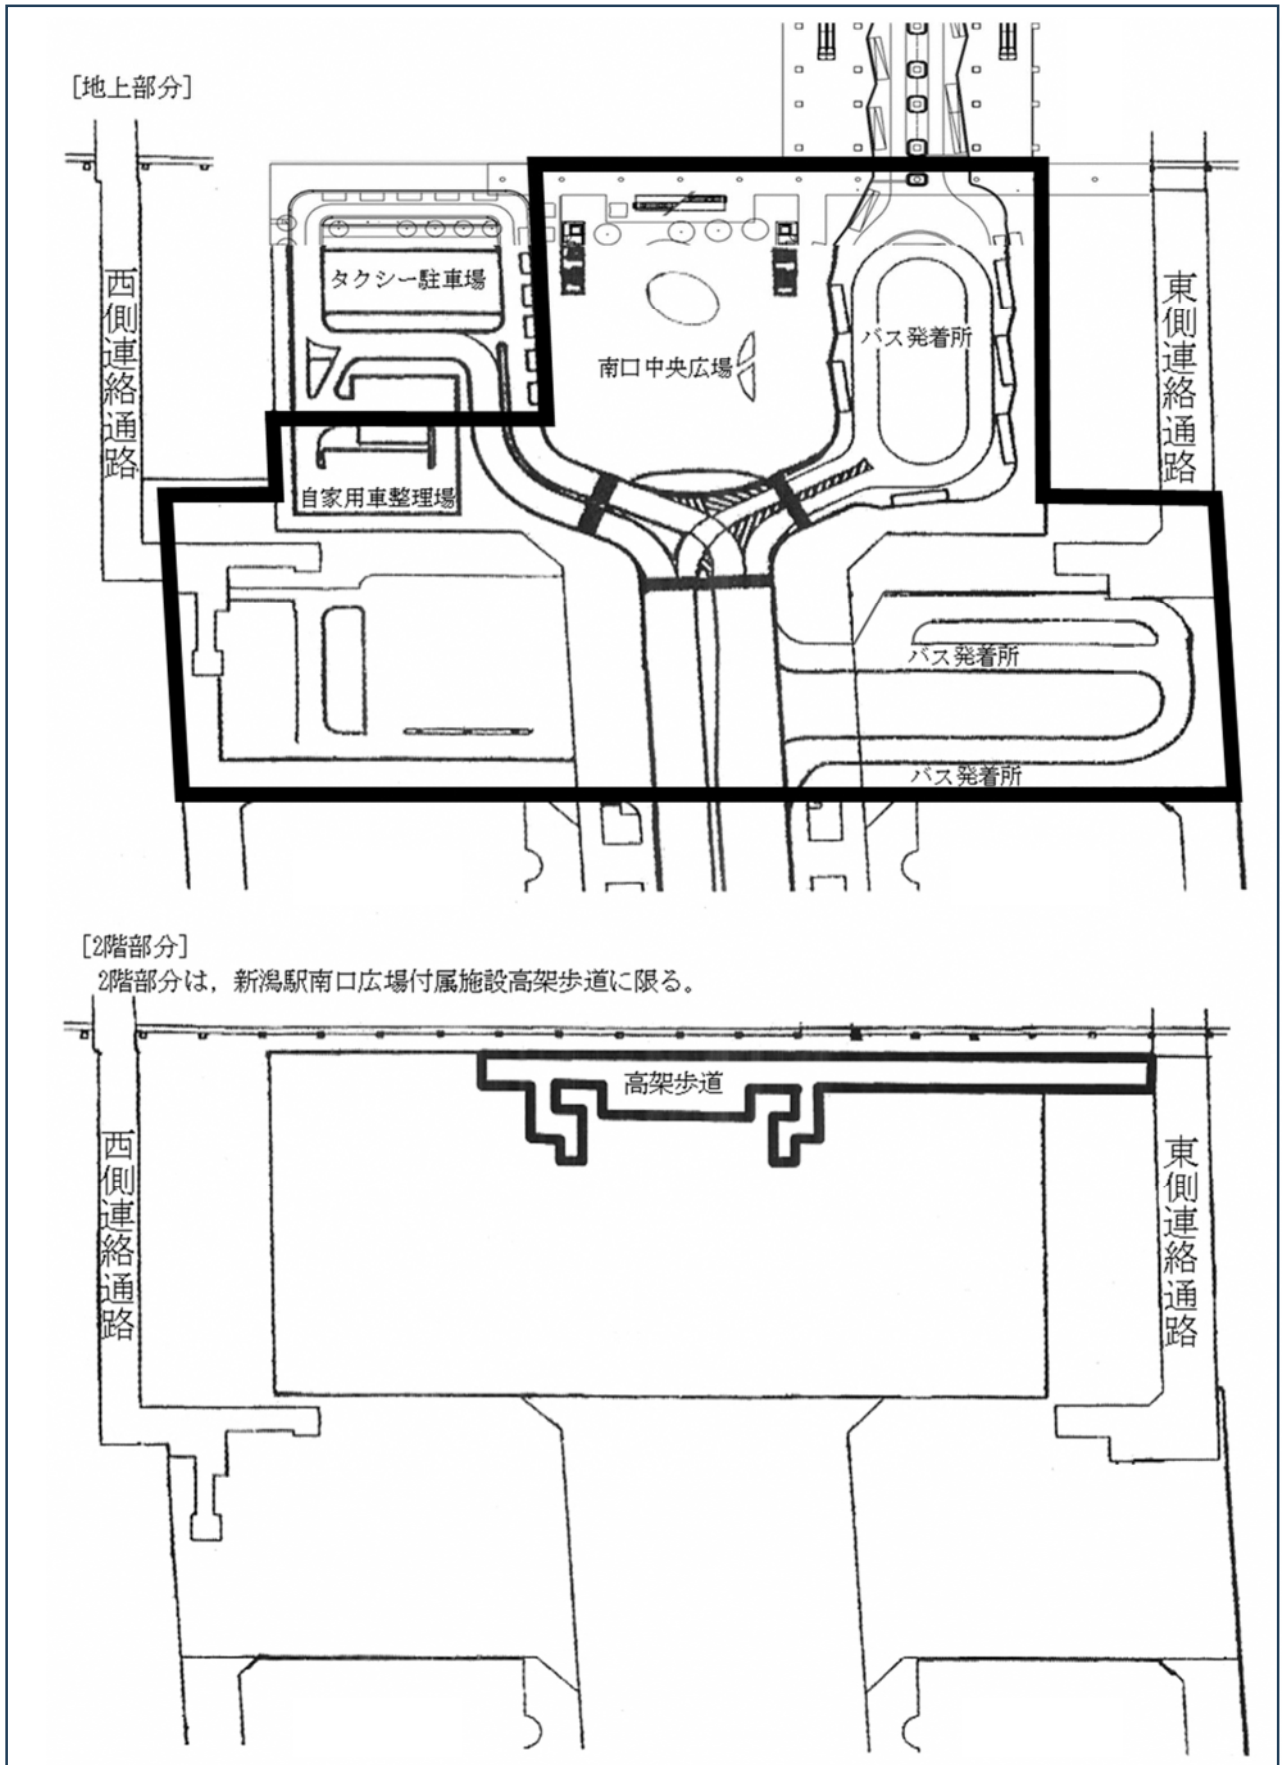 [地上部分]
西側連絡通路
タクシー駐車場
南口中央広場
バス発着所
東側連絡通路
自家用車整理場
バス発着所
バス発着所
[2階部分]
2階部分は，新潟駅南口広場付属施設高架歩道に限る。
高架歩道
西側連絡通路
東側連絡通路